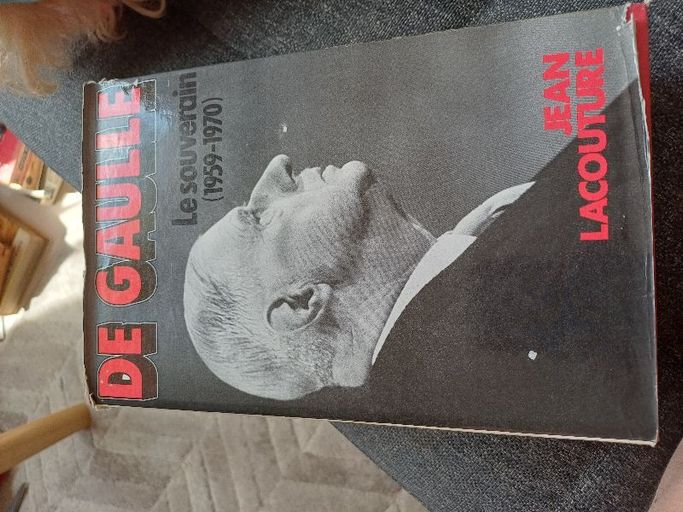 DE GAULLE
Le souverain
(1959-1970)
JEAN
LACOUTURE